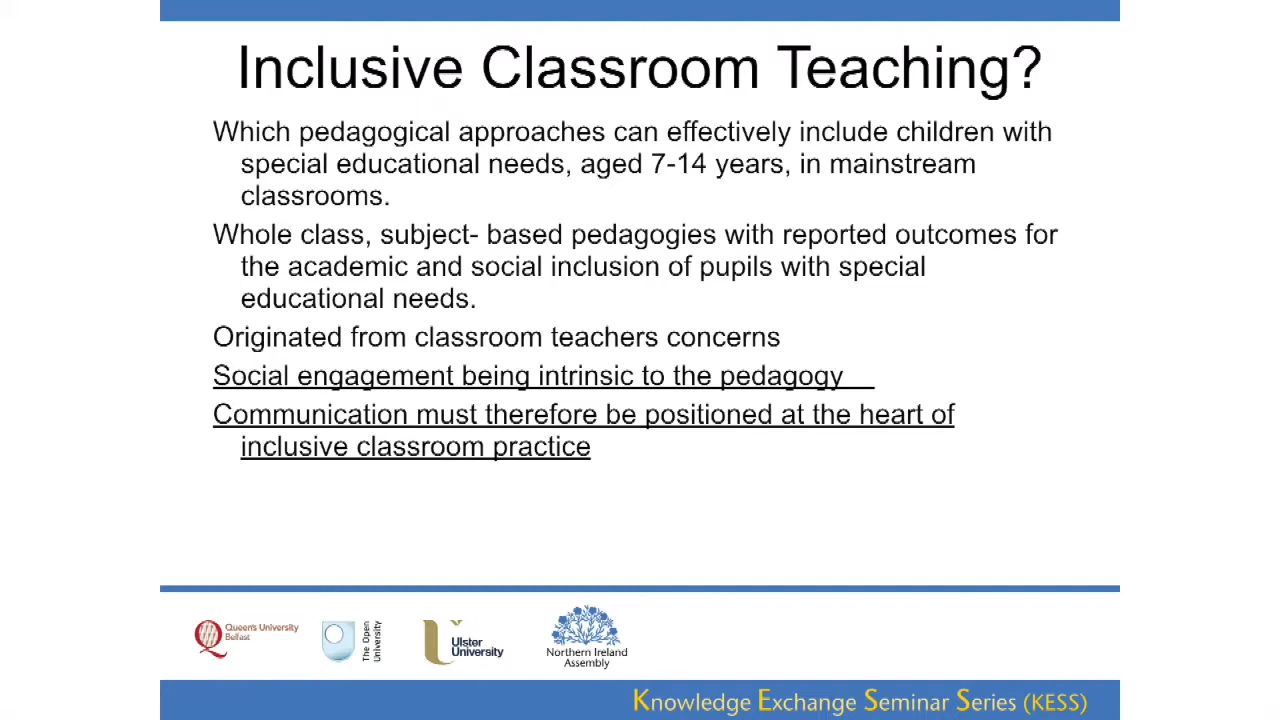 Inclusive Classroom Teaching?
Which pedagogical approaches can effectively include children with
special educational needs, aged 7-14 years, in mainstream
classrooms.
Whole class, subject- based pedagogies with reported outcomes for
the academic and social inclusion of pupils with special
educational needs.
Originated from classroom teachers concerns
Social engagement being intrinsic to the pedagogy
Communication must therefore be positioned at the heart of
inclusive classroom practice
Queen's University
Belfast
The Open
University
Ulster
University
Northern Ireland
Assembly
Knowledge Exchange Seminar Series (KESS)